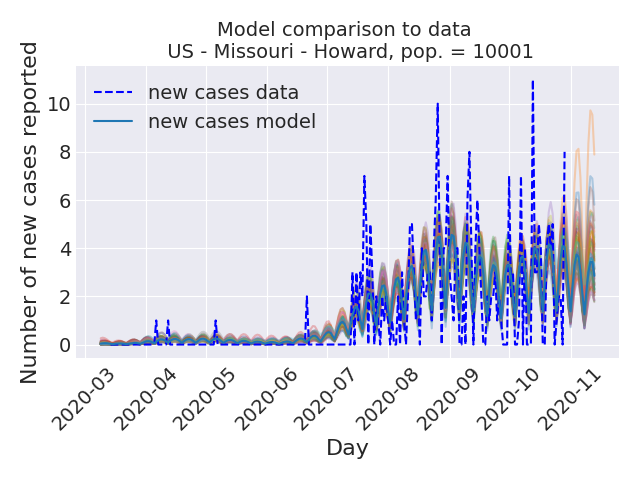 Model comparison to data
US - Missouri - Howard, pop. = 10001
new cases data
new cases model
Number of new cases reported
10
8
6
4
2
0
2020-03
2020-04
2020-05
2020-06
2020-07
2020-08
2020-09
2020-10
2020-11
Day